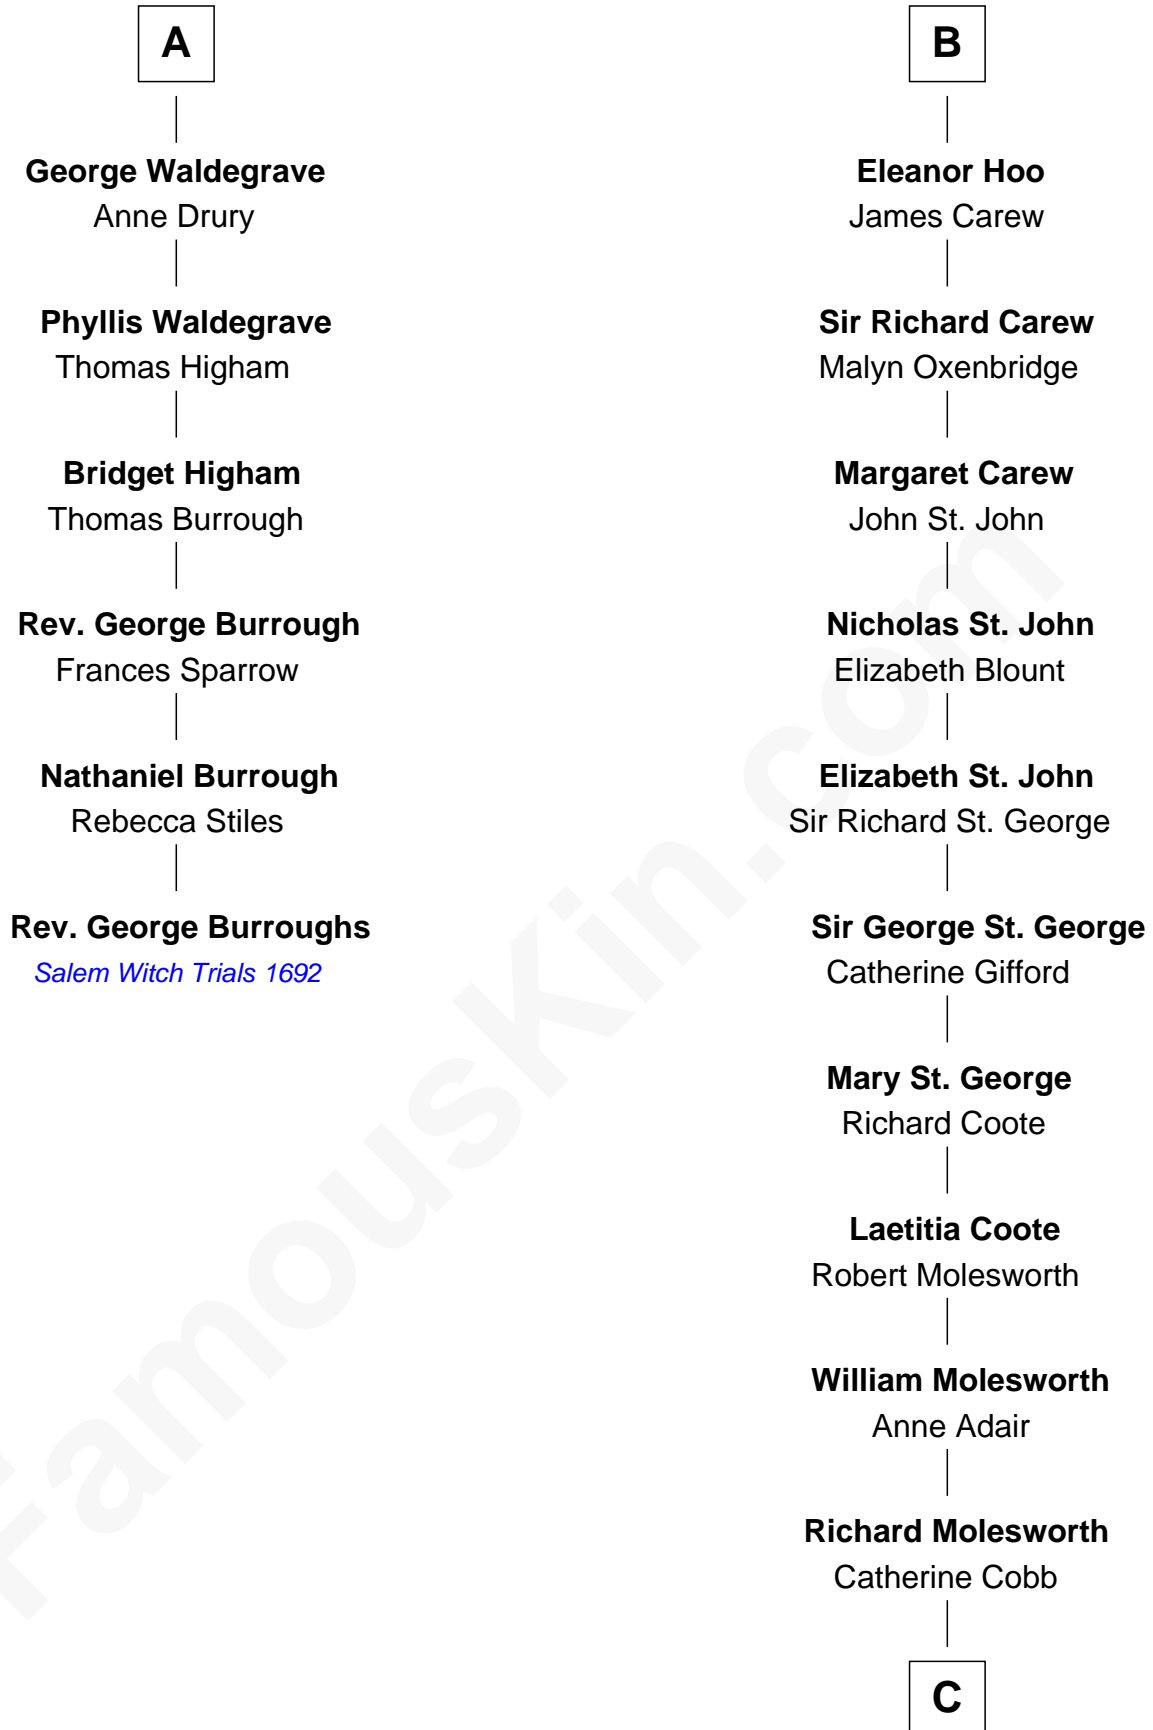 A
George Waldegrave
Anne Drury
Phyllis Waldegrave
Thomas Higham
Bridget Higham
Thomas Burrough
Rev. George Burrough
Frances Sparrow
Nathaniel Burrough
Rebecca Stiles
Rev. George Burroughs
Salem Witch Trials 1692
B
Eleanor Hoo
James Carew
Sir Richard Carew
Malyn Oxenbridge
Margaret Carew
John St. John
Nicholas St. John
Elizabeth Blount
Elizabeth St. John
Sir Richard St. George
Sir George St. George
Catherine Gifford
Mary St. George
Richard Coote
Laetitia Coote
Robert Molesworth
William Molesworth
Anne Adair
Richard Molesworth
Catherine Cobb
C
FamousKin.com